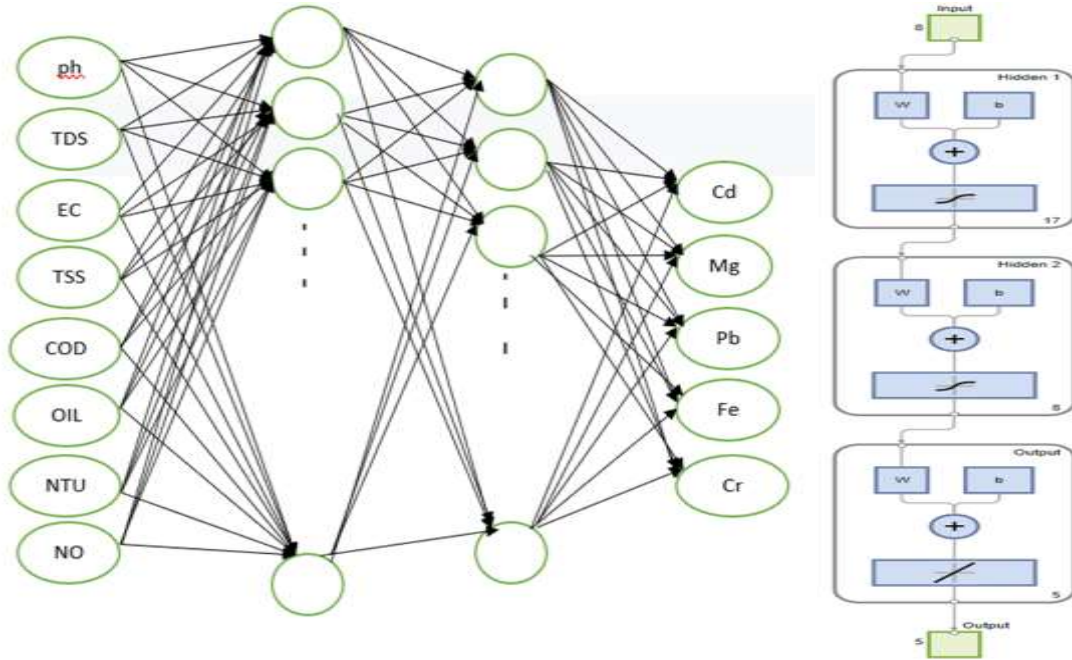 ph
TDS
EC
TSS
COD
OIL
NTU
NO
Cd
Mg
Pb
Fe
Cr
Input
8
Hidden 1
W
b
+
17
Hidden 2
W
b
+
8
Output
W
b
+
5
Output
5